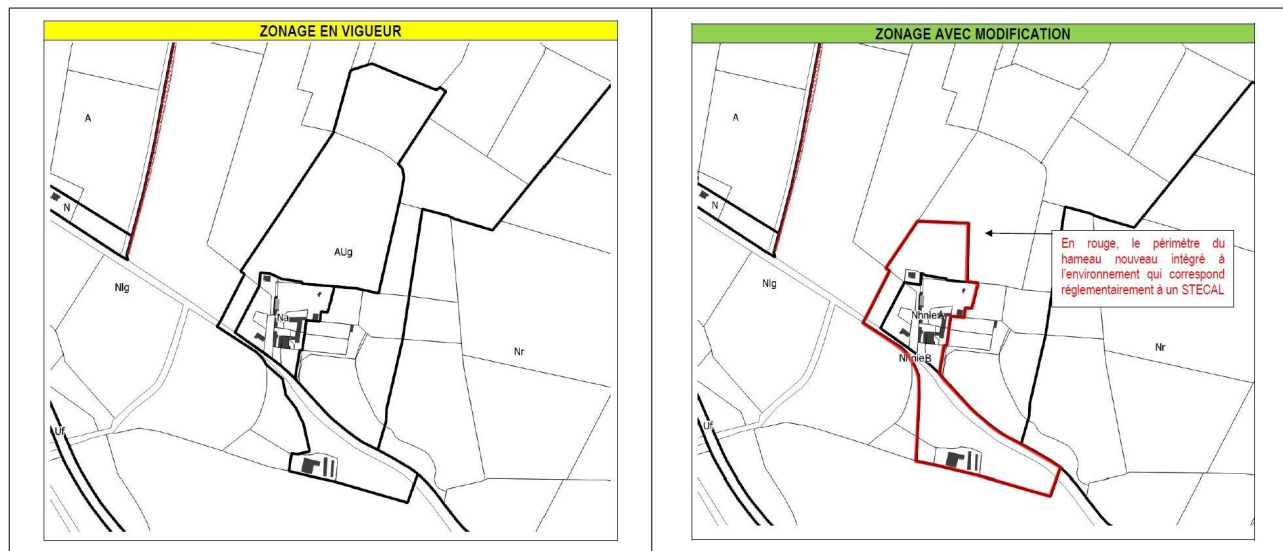 ZONAGE EN VIGUEUR
A
N
Nlg
AUg
Na
Nr
Uf
ZONAGE AVEC MODIFICATION
A
N
Nlg
En rouge, le périmètre du
hameau nouveau intégré à
l'environnement qui correspond
réglementairement à un STECAL
NhnieA
NhnieB
Nr
Uf